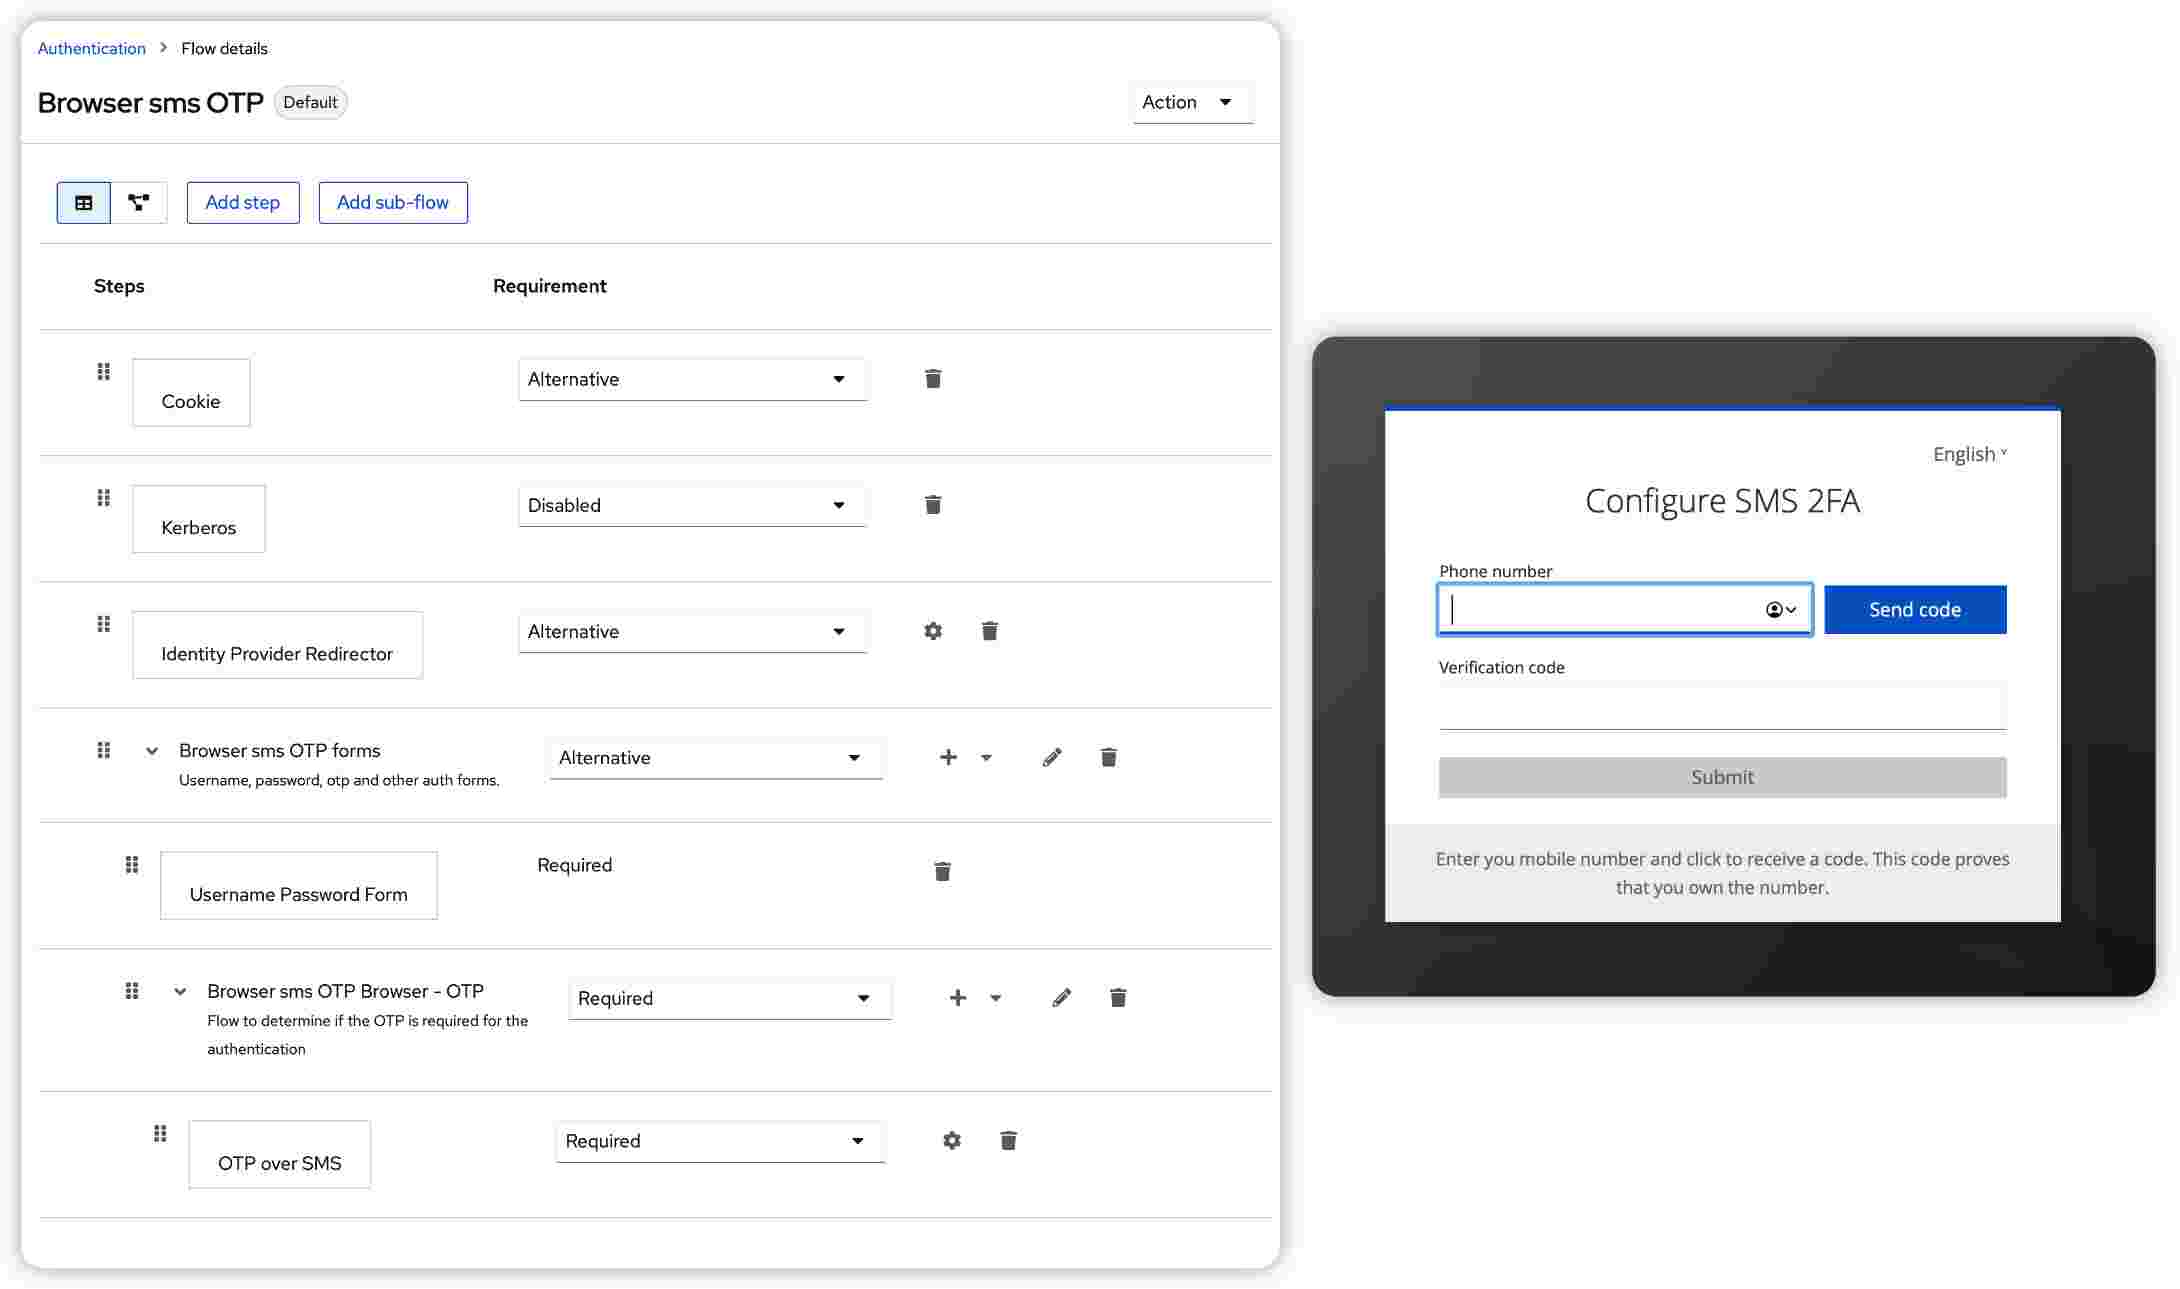 Authentication > Flow details
Browser sms OTP Default
Action
Add step Add sub-flow
Steps Requirement
Cookie Alternative
Kerberos Disabled
Identity Provider Redirector Alternative
Browser sms OTP forms Alternative
Username, password, otp and other auth forms.
Username Password Form Required
Browser sms OTP Browser - OTP Required
Flow to determine if the OTP is required for the
authentication
OTP over SMS Required
English
Configure SMS 2FA
Phone number
Send code
Verification code
Submit
Enter you mobile number and click to receive a code. This code proves
that you own the number.